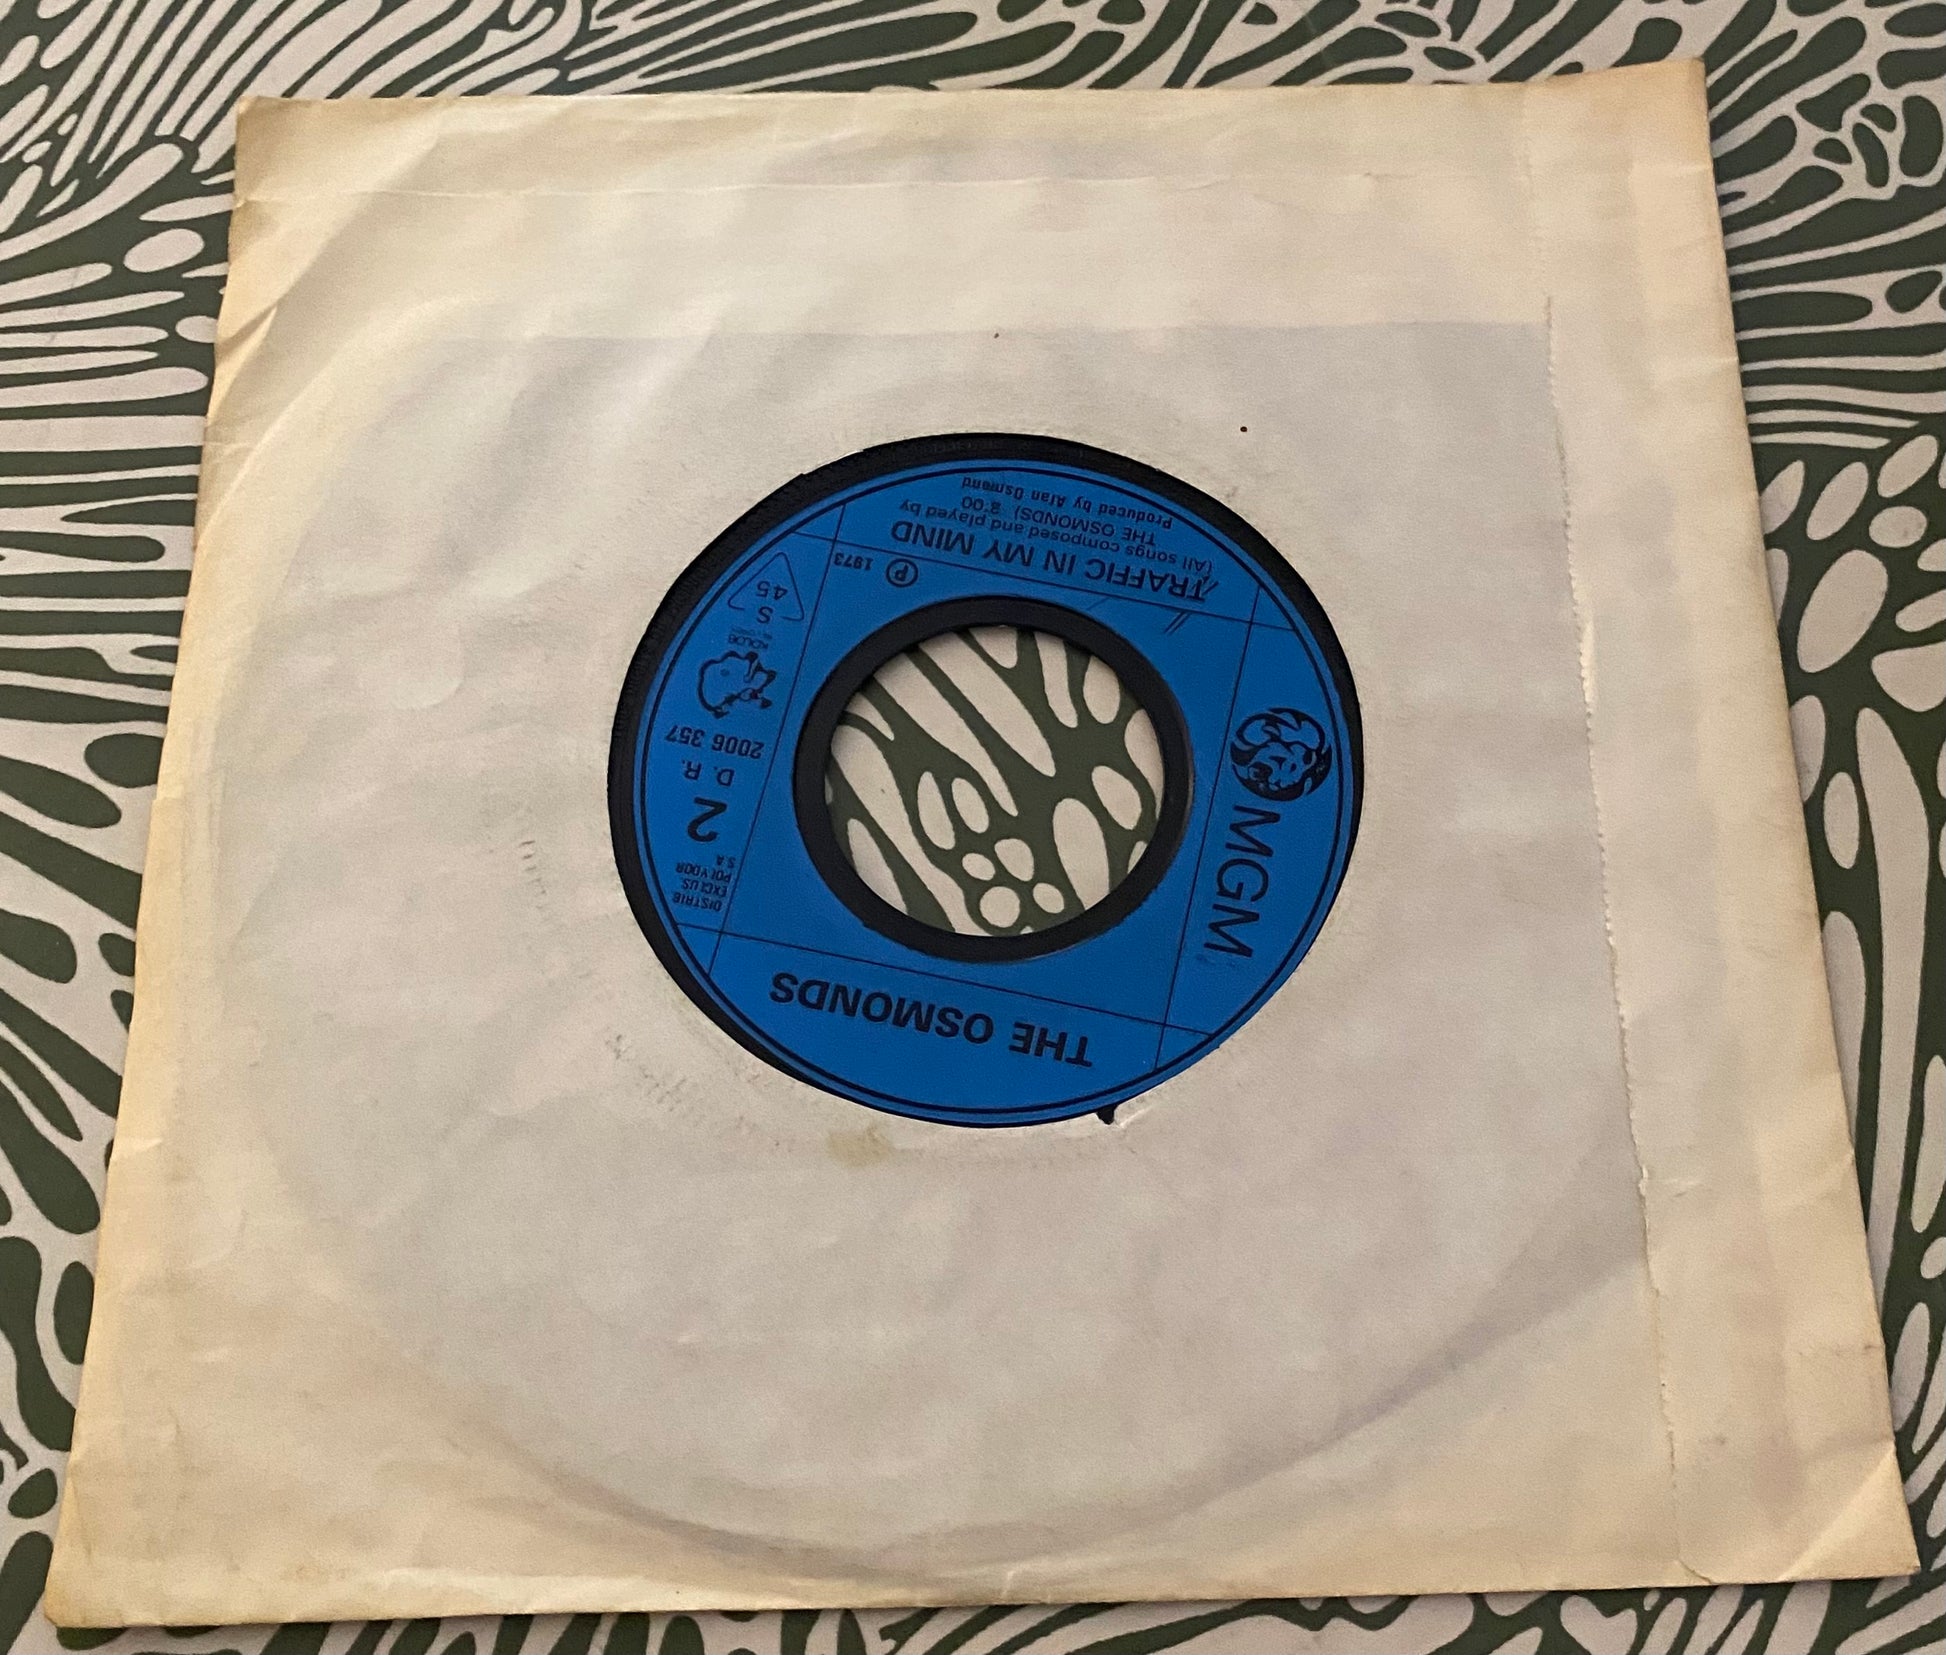 THE OSMONDS
MGM
DISTRIB.
EXCLUS.
POLYDOR
S.A
2
D. R.
2006 357
KOLOB
S
45
℗ 1973
TRAFFIC IN MY MIND
(All songs composed and played by
THE OSMONDS) 2:00
Produced by Alan Osmond